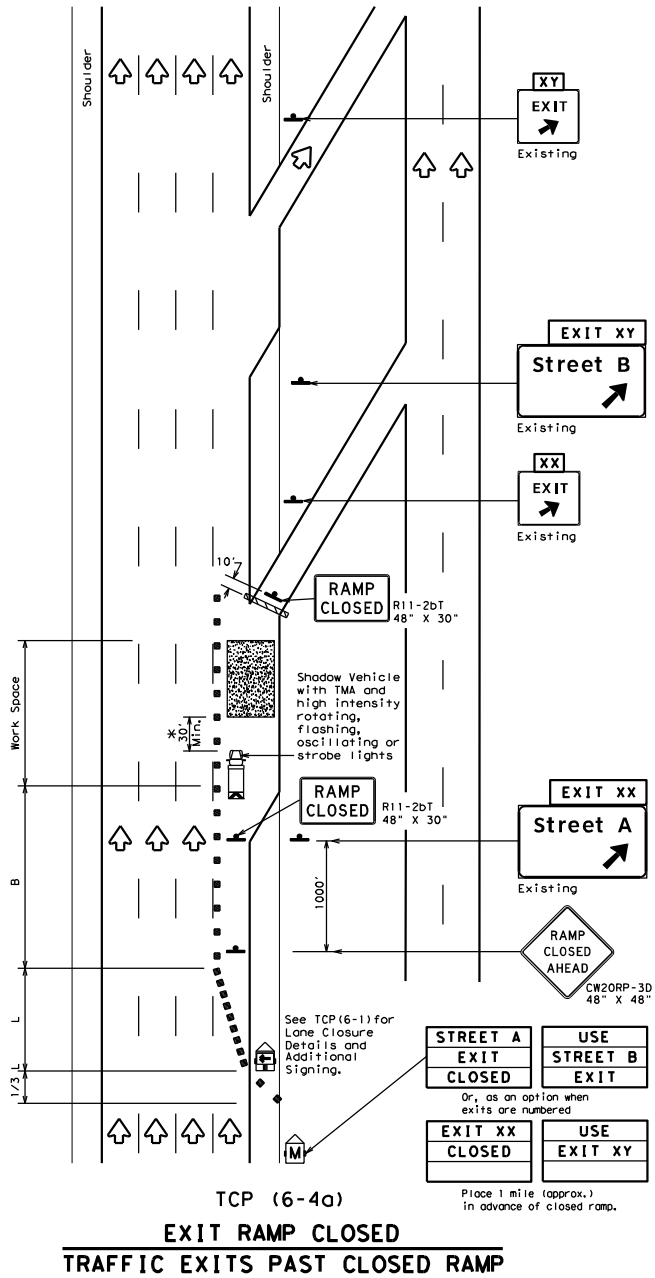 Shoulder
Shoulder
XY
EXIT
Existing
EXIT XY
Street B
Existing
XX
EXIT
Existing
10'
RAMP
CLOSED
R11-2bT
48" X 30"
Work Space
*
30'
Min.
Shadow Vehicle
with TMA and
high intensity
rotating,
flashing,
oscillating or
strobe lights
RAMP
CLOSED
R11-2bT
48" X 30"
EXIT XX
Street A
Existing
B
1000'
RAMP
CLOSED
AHEAD
CW20RP-3D
48" X 48"
L
See TCP(6-1)for
Lane Closure
Details and
Additional
Signing.
1/3 L
STREET A
EXIT
CLOSED
USE
STREET B
EXIT
Or, as an option when
exits are numbered
EXIT XX
CLOSED
USE
EXIT XY
M
Place 1 mile (approx.)
in advance of closed ramp.
TCP (6-4a)
EXIT RAMP CLOSED
TRAFFIC EXITS PAST CLOSED RAMP